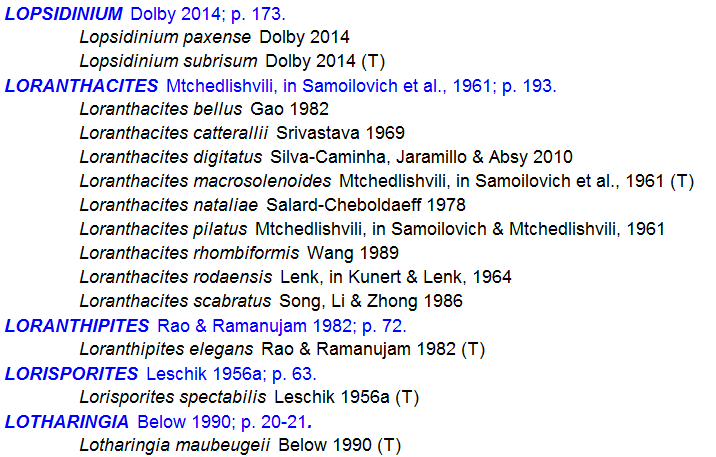 LOPSIDINIUM Dolby 2014; p. 173.
Lopsidinium paxense Dolby 2014
Lopsidinium subrisum Dolby 2014 (T)
LORANTHACITES Mtchedlishvili, in Samoilovich et al., 1961; p. 193.
Loranthacites bellus Gao 1982
Loranthacites catterallii Srivastava 1969
Loranthacites digitatus Silva-Caminha, Jaramillo & Absy 2010
Loranthacites macrosolenoides Mtchedlishvili, in Samoilovich et al., 1961 (T)
Loranthacites nataliae Salard-Cheboldaeff 1978
Loranthacites pilatus Mtchedlishvili, in Samoilovich & Mtchedlishvili, 1961
Loranthacites rhombiformis Wang 1989
Loranthacites rodaensis Lenk, in Kunert & Lenk, 1964
Loranthacites scabratus Song, Li & Zhong 1986
LORANTHIPITES Rao & Ramanujam 1982; p. 72.
Loranthipites elegans Rao & Ramanujam 1982 (T)
LORISPORITES Leschik 1956a; p. 63.
Lorisporites spectabilis Leschik 1956a (T)
LOTHARINGIA Below 1990; p. 20-21.
Lotharingia maubeugeii Below 1990 (T)